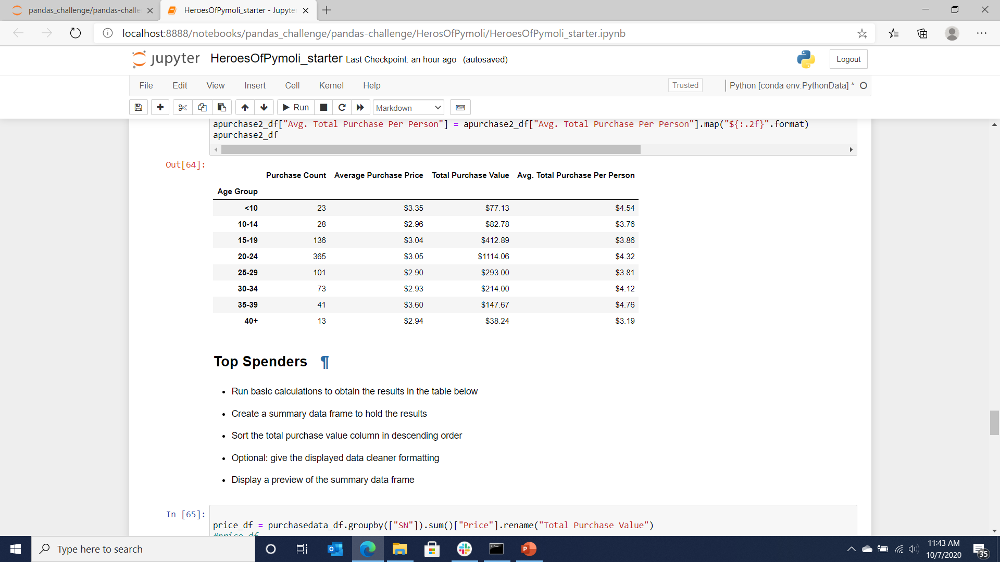 pandas_challenge/pandas-challe
HeroesOfPymoli_starter - Jupyte
localhost:8888/notebooks/pandas_challenge/pandas-challenge/HerosOfPymoli/HeroesOfPymoli_starter.ipynb
jupyter HeroesOfPymoli_starter Last Checkpoint: an hour ago (autosaved)
Logout
File Edit View Insert Cell Kernel Help
Trusted
Python [conda env:PythonData] *
Run
Markdown
apurchase2_df["Avg. Total Purchase Per Person"] = apurchase2_df["Avg. Total Purchase Per Person"].map("${:.2f}".format)
apurchase2_df
Out[64]:
Purchase Count Average Purchase Price Total Purchase Value Avg. Total Purchase Per Person
Age Group
<10 23 $3.35 $77.13 $4.54
10-14 28 $2.96 $82.78 $3.76
15-19 136 $3.04 $412.89 $3.86
20-24 365 $3.05 $1114.06 $4.32
25-29 101 $2.90 $293.00 $3.81
30-34 73 $2.93 $214.00 $4.12
35-39 41 $3.60 $147.67 $4.76
40+ 13 $2.94 $38.24 $3.19
Top Spenders ¶
• Run basic calculations to obtain the results in the table below
• Create a summary data frame to hold the results
• Sort the total purchase value column in descending order
• Optional: give the displayed data cleaner formatting
• Display a preview of the summary data frame
In [65]:
price_df = purchasedata_df.groupby(["SN"]).sum()["Price"].rename("Total Purchase Value")
#price_df
Type here to search
11:43 AM
10/7/2020
35